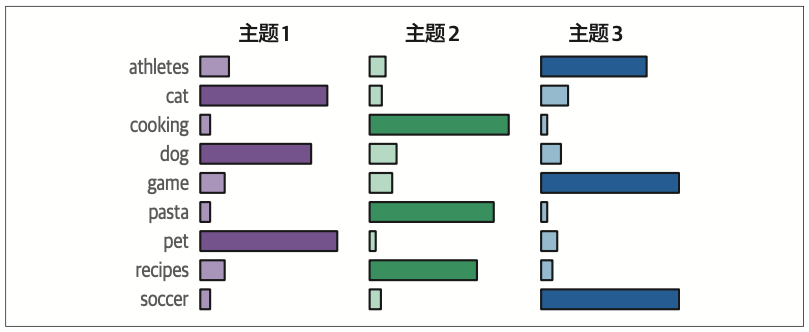 主题1 主题2 主题3
athletes
cat
cooking
dog
game
pasta
pet
recipes
soccer